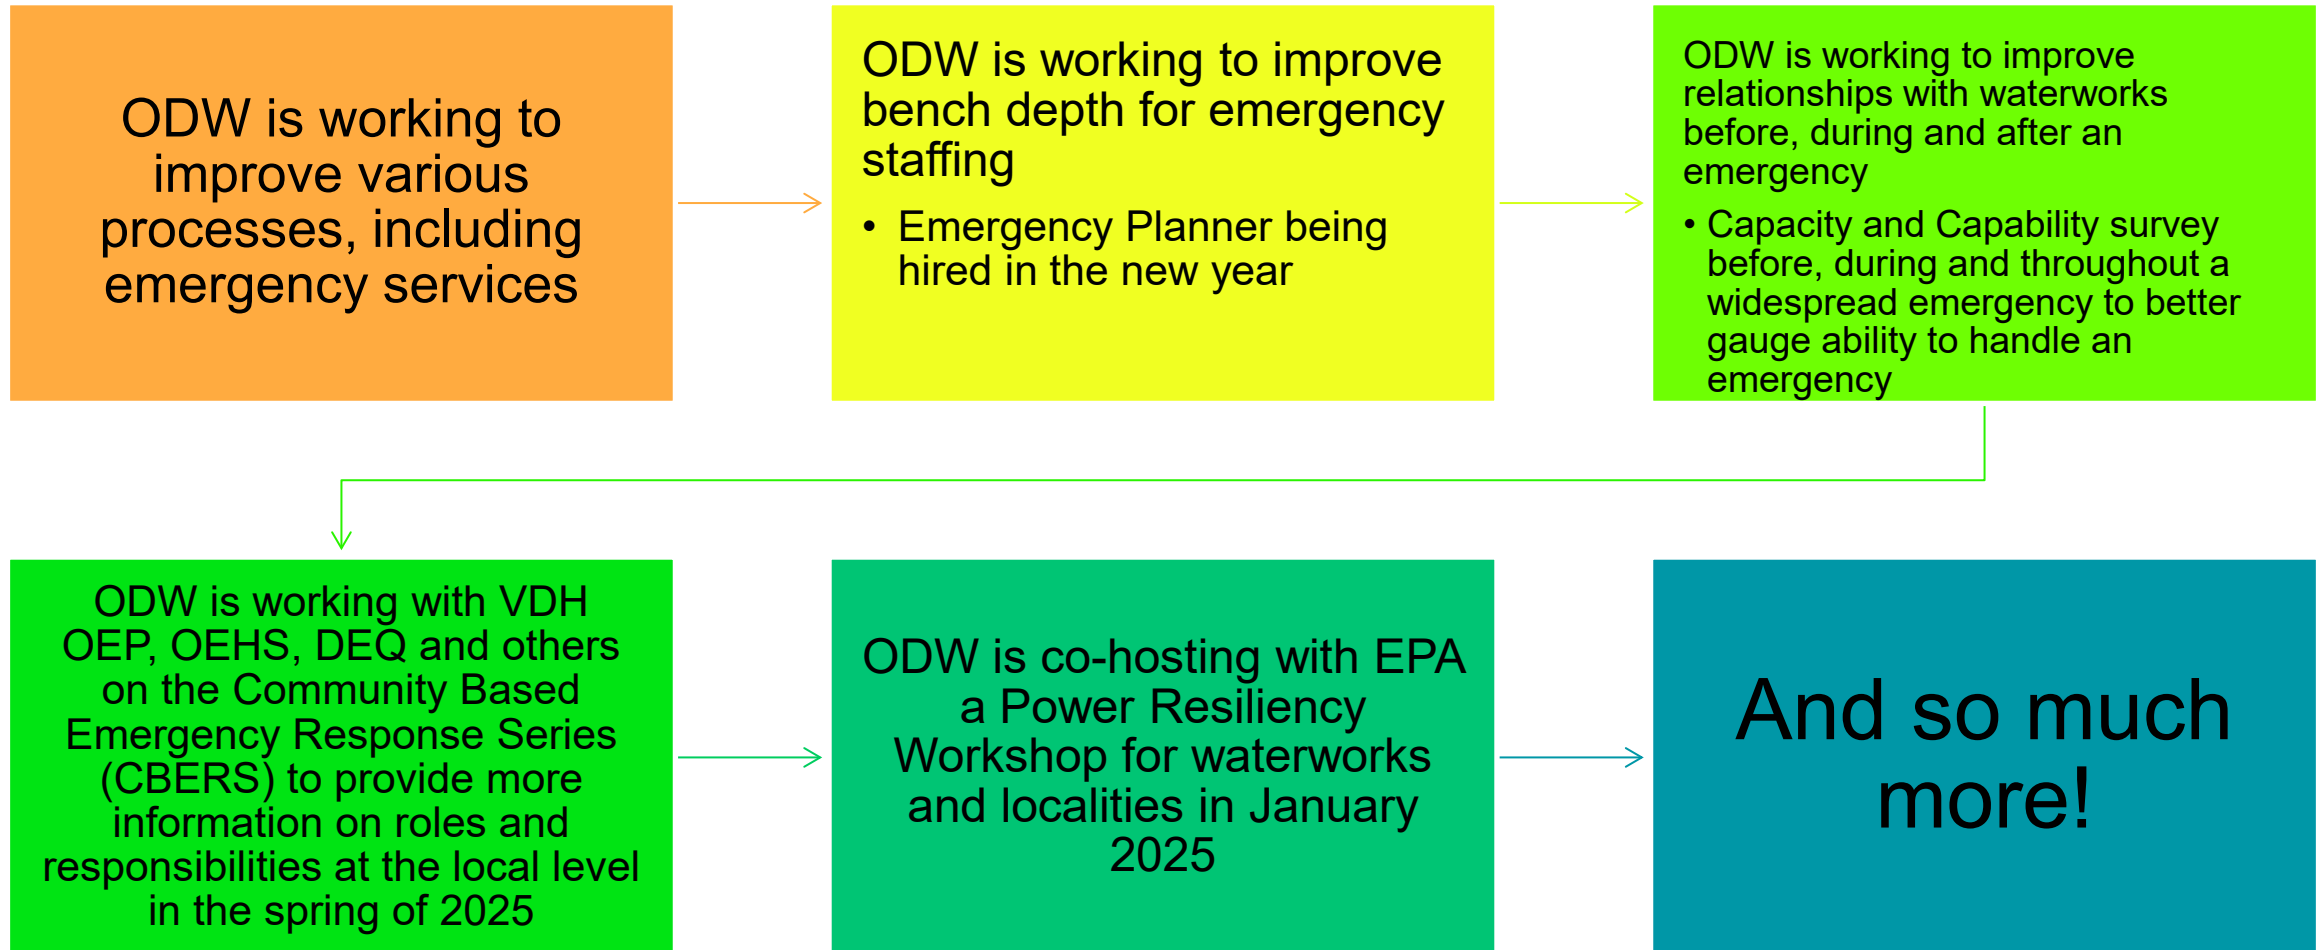 ODW is working to
improve various
processes, including
emergency services
ODW is working to improve
bench depth for emergency
staffing
• Emergency Planner being
hired in the new year
ODW is working to improve
relationships with waterworks
before, during and after an
emergency
• Capacity and Capability survey
before, during and throughout a
widespread emergency to better
gauge ability to handle an
emergency
ODW is working with VDH
OEP, OEHS, DEQ and others
on the Community Based
Emergency Response Series
(CBERS) to provide more
information on roles and
responsibilities at the local level
in the spring of 2025
ODW is co-hosting with EPA
a Power Resiliency
Workshop for waterworks
and localities in January
2025
And so much
more!